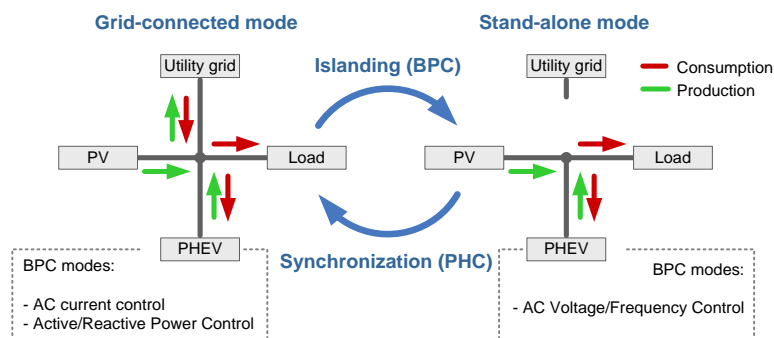 Grid-connected mode
Stand-alone mode
Utility grid
Islanding (BPC)
Utility grid
Consumption
Production
PV
Load
PV
Load
PHEV
Synchronization (PHC)
PHEV
BPC modes:
- AC current control
- Active/Reactive Power Control
BPC modes:
- AC Voltage/Frequency Control